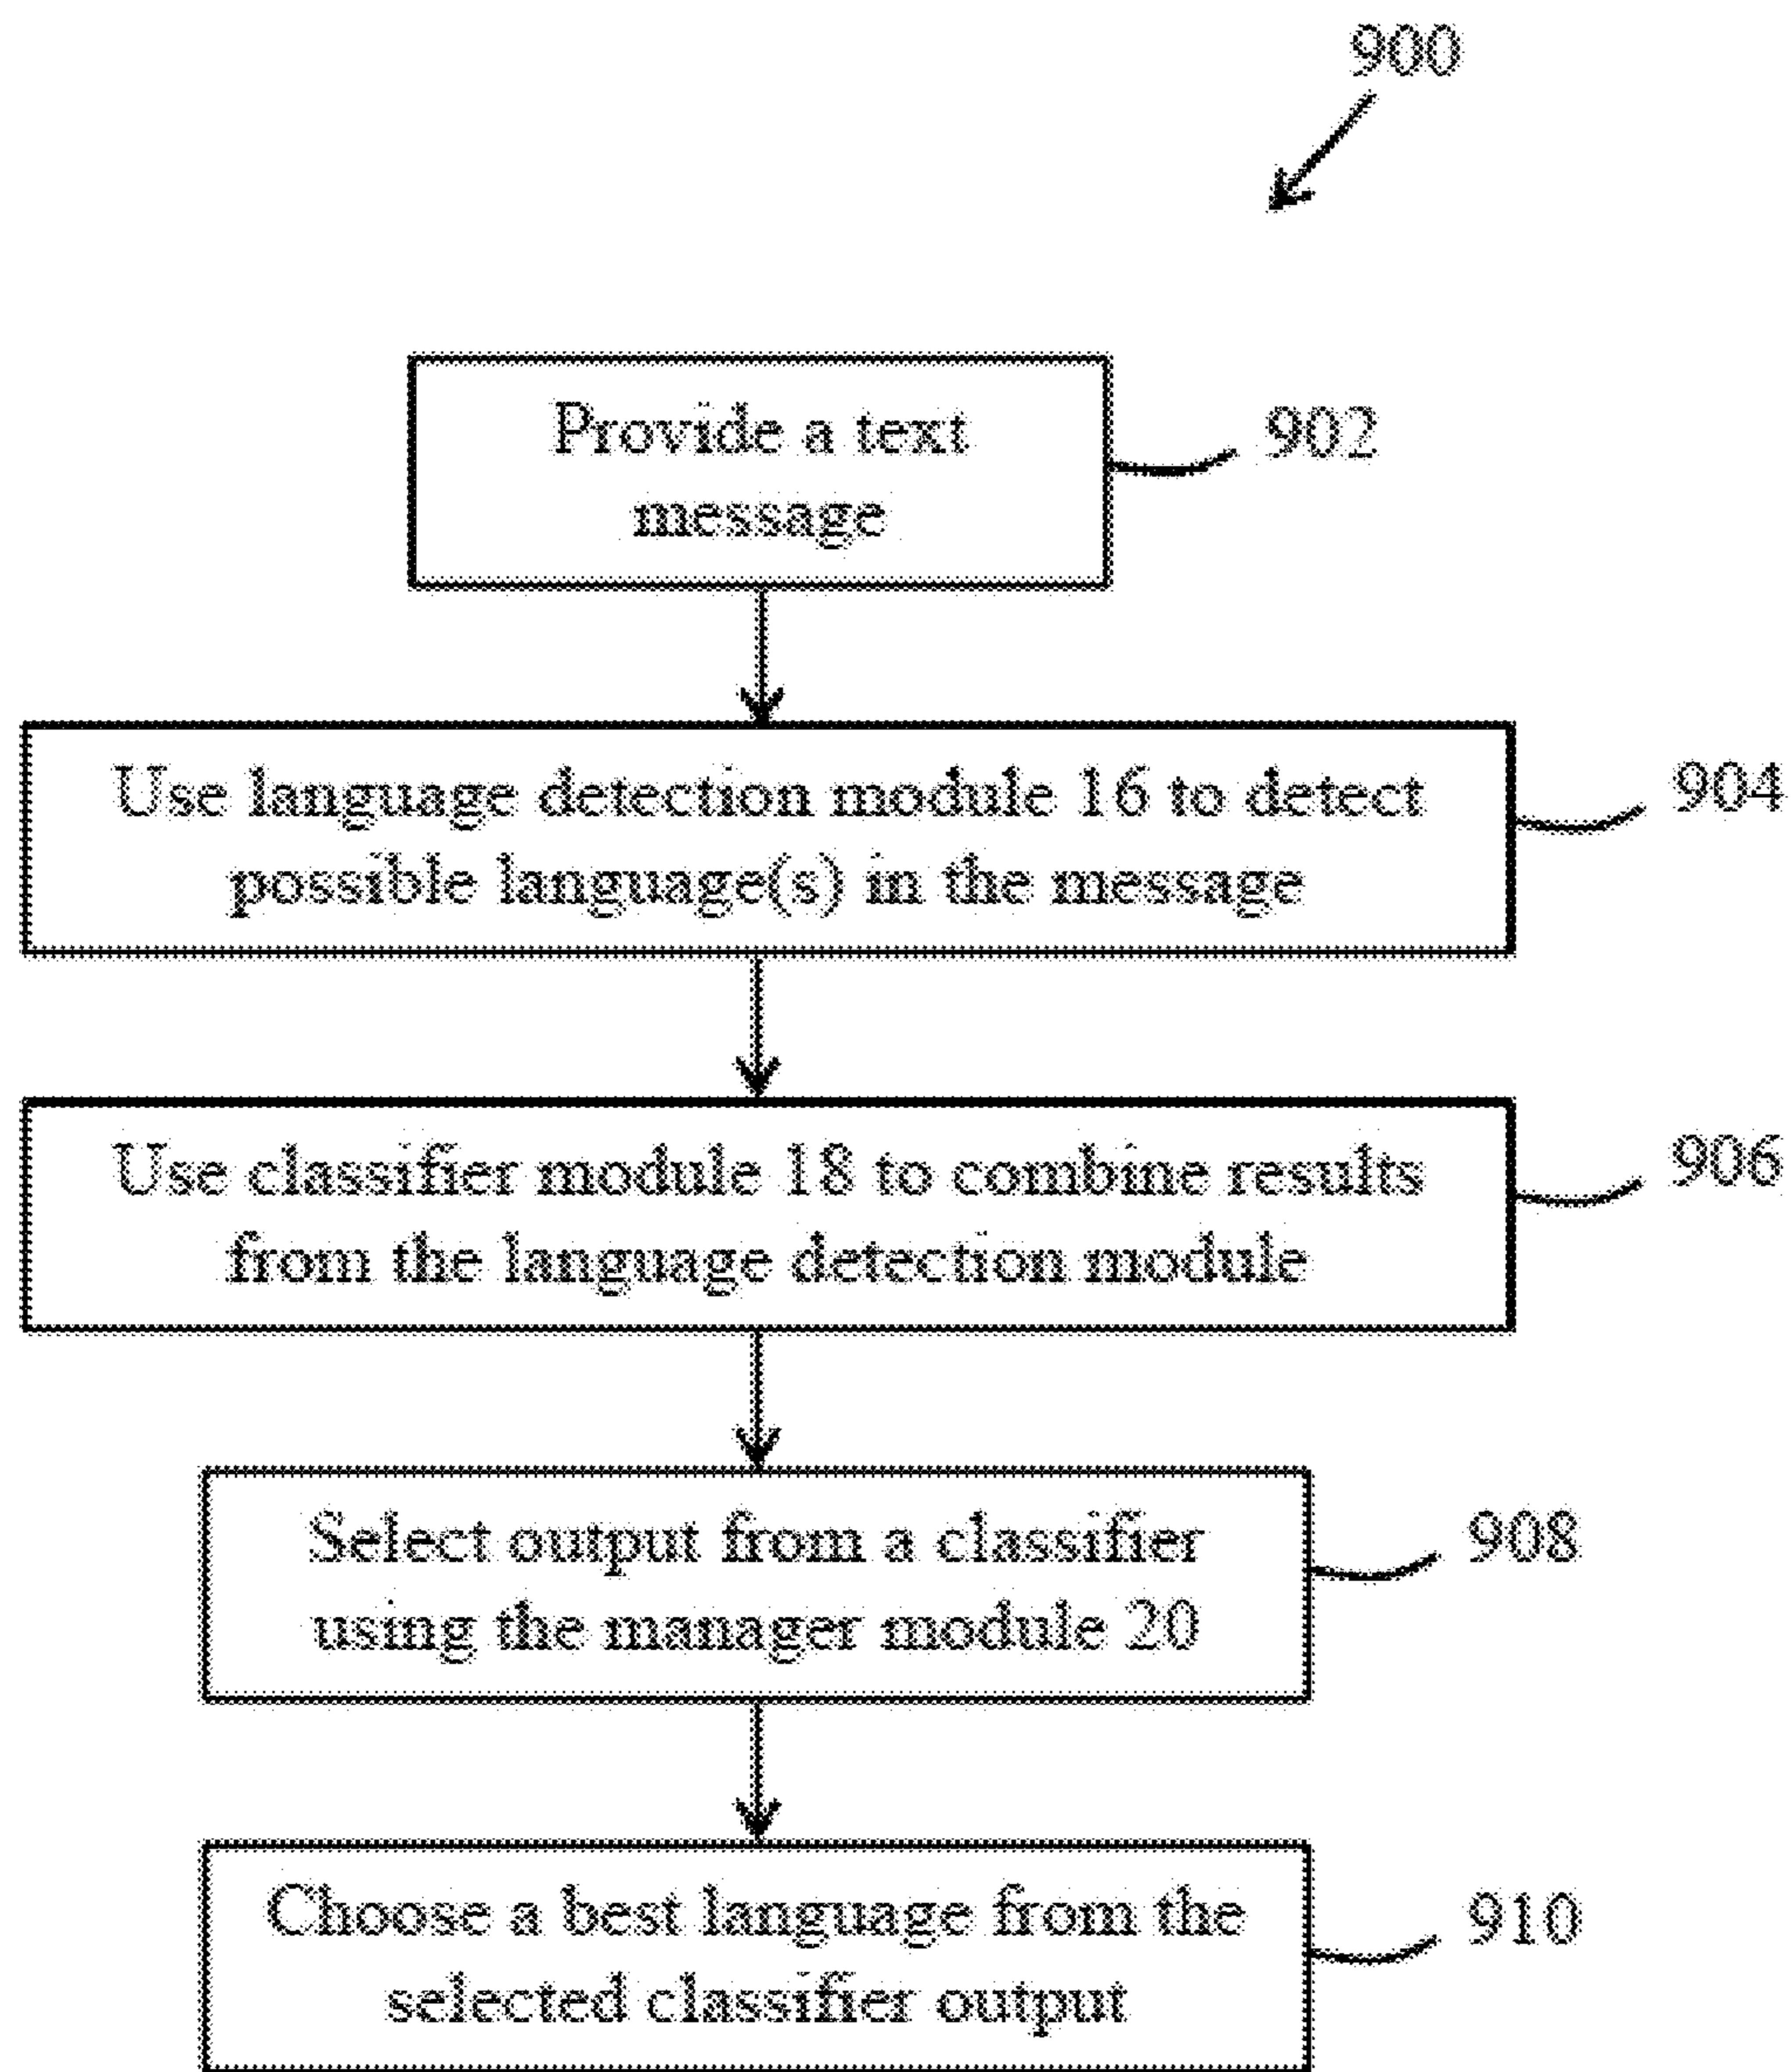 900
Provide a text
message
902
Use language detection module 16 to detect
possible language(s) in the message
904
Use classifier module 18 to combine results
from the language detection module
906
Select output from a classifier
using the manager module 20
908
Choose a best language from the
selected classifier output
910